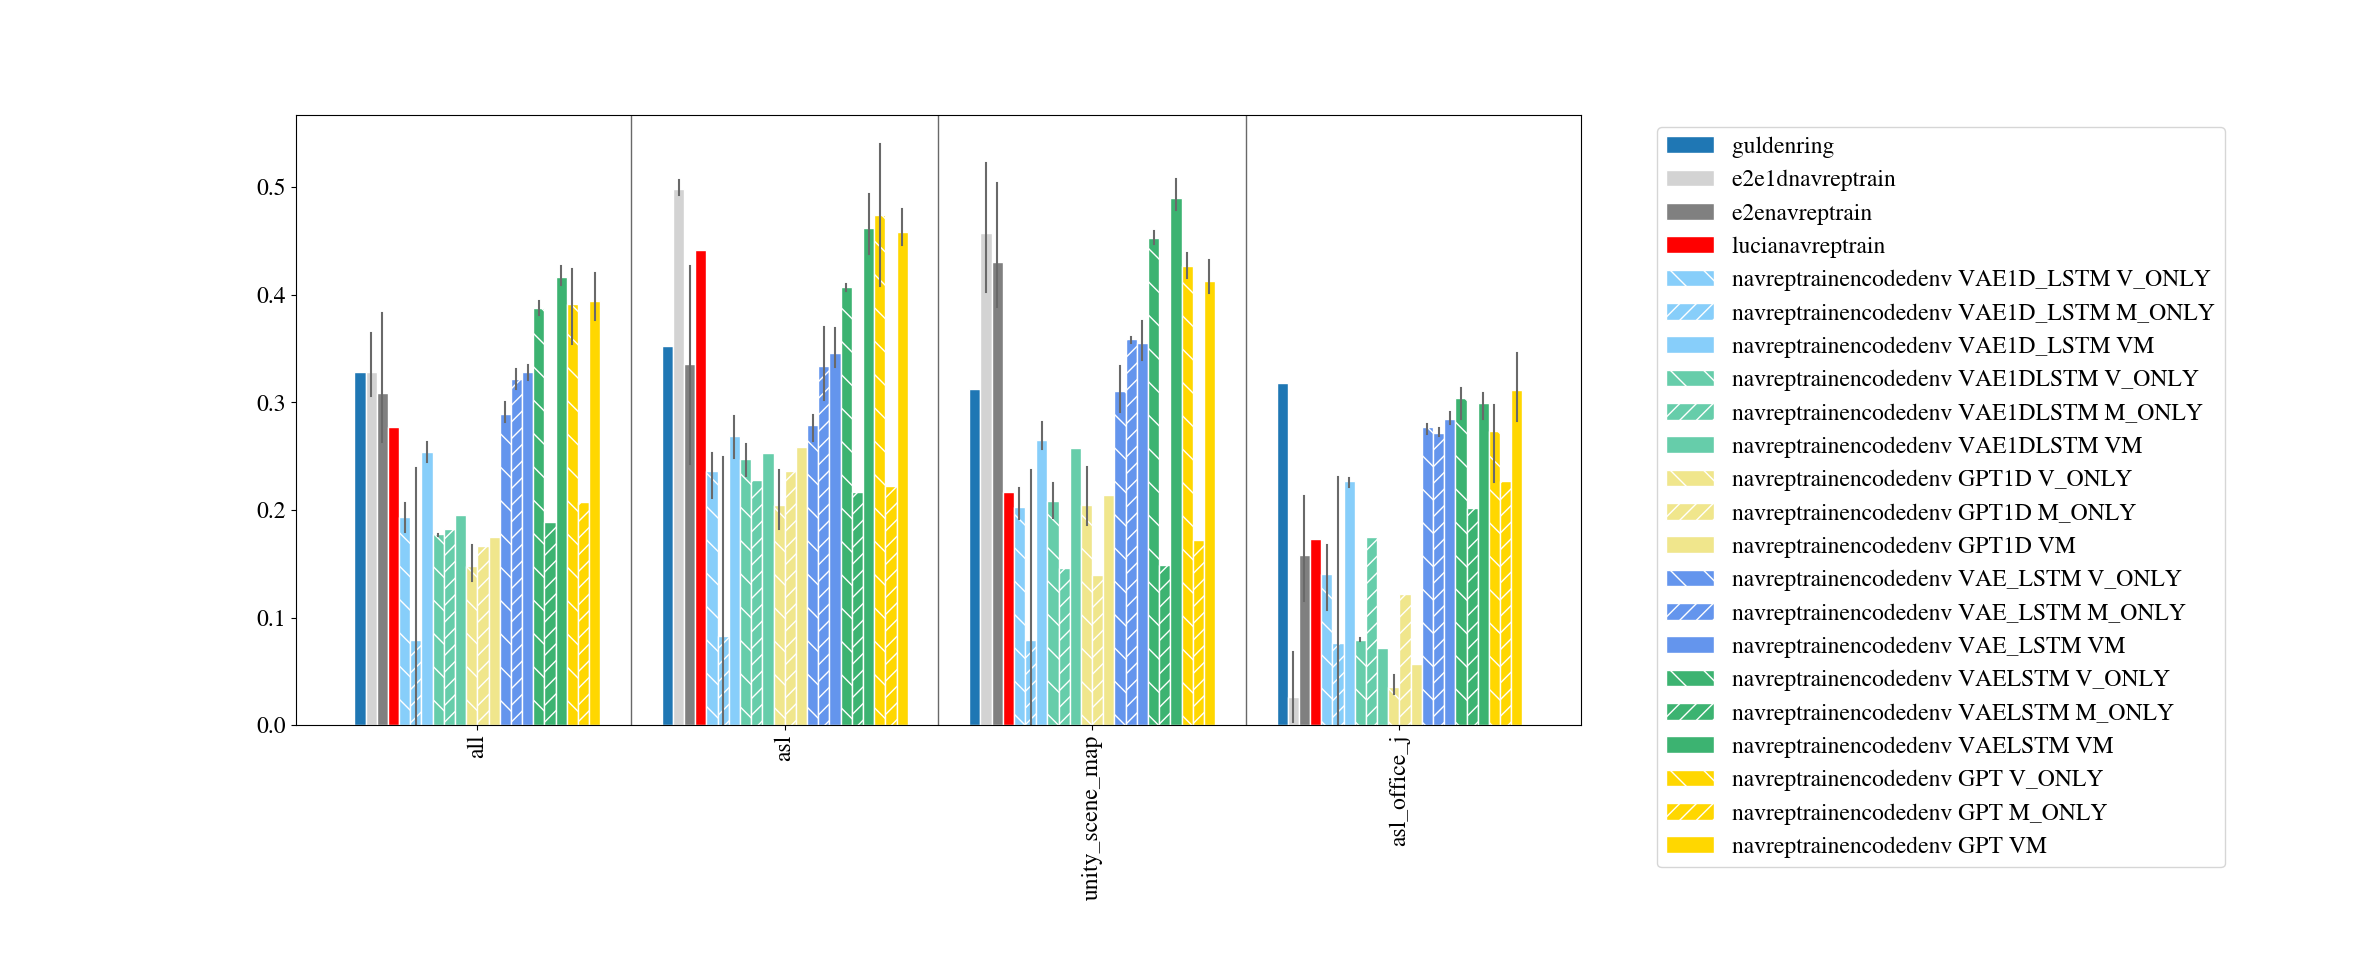 0.5
0.4
0.3
0.2
0.1
0.0
all
asl
unity_scene_map
asl_office_j
guldenring
e2e1dnavreptrain
e2enavreptrain
lucianavreptrain
navreptrainencodedenv VAE1D_LSTM V_ONLY
navreptrainencodedenv VAE1D_LSTM M_ONLY
navreptrainencodedenv VAE1D_LSTM VM
navreptrainencodedenv VAE1DLSTM V_ONLY
navreptrainencodedenv VAE1DLSTM M_ONLY
navreptrainencodedenv VAE1DLSTM VM
navreptrainencodedenv GPT1D V_ONLY
navreptrainencodedenv GPT1D M_ONLY
navreptrainencodedenv GPT1D VM
navreptrainencodedenv VAE_LSTM V_ONLY
navreptrainencodedenv VAE_LSTM M_ONLY
navreptrainencodedenv VAE_LSTM VM
navreptrainencodedenv VAELSTM V_ONLY
navreptrainencodedenv VAELSTM M_ONLY
navreptrainencodedenv VAELSTM VM
navreptrainencodedenv GPT V_ONLY
navreptrainencodedenv GPT M_ONLY
navreptrainencodedenv GPT VM